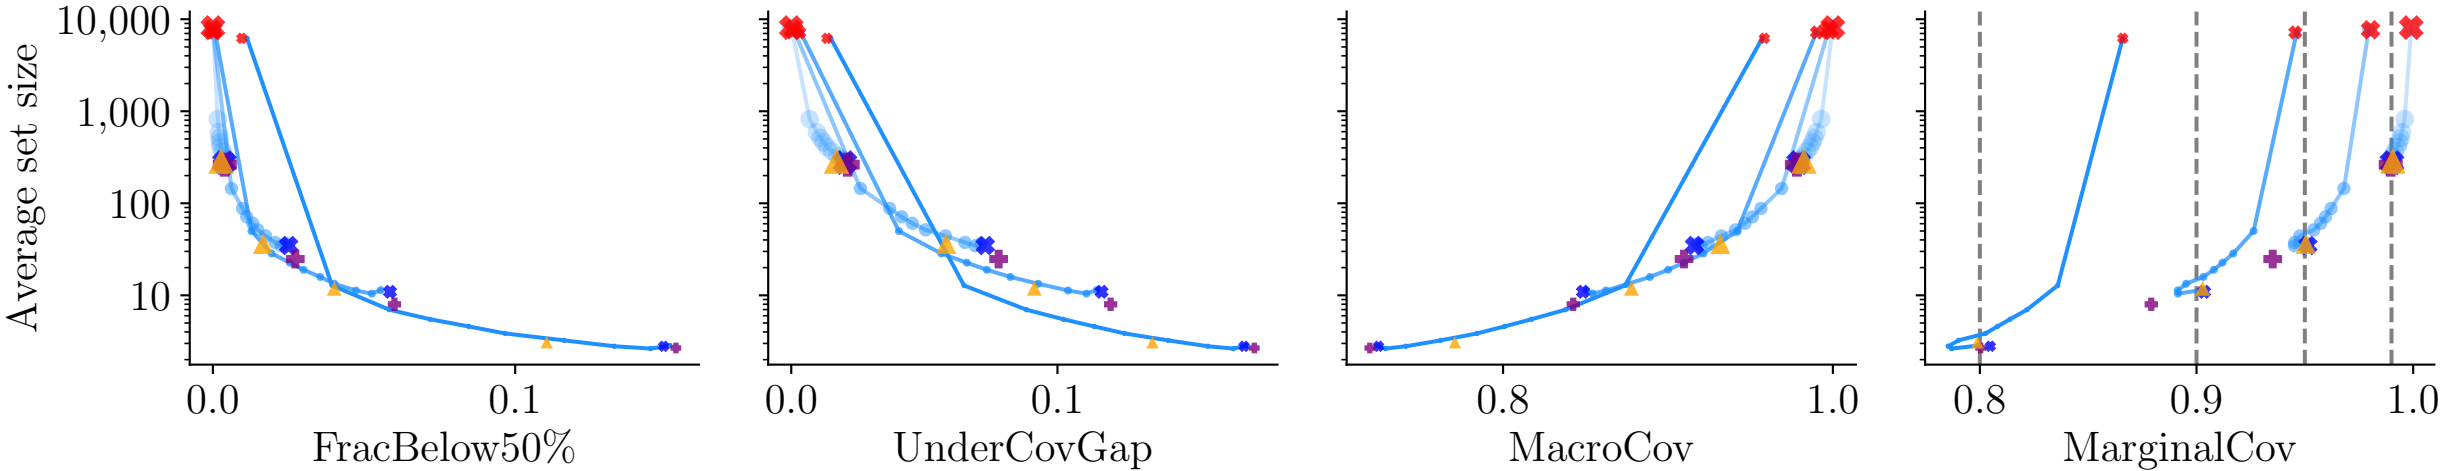 Average set size
10,000
1,000
100
10
0.0 0.1
FracBelow50%
0.0 0.1
UnderCovGap
0.8 1.0
MacroCov
0.8 0.9 1.0
MarginalCov